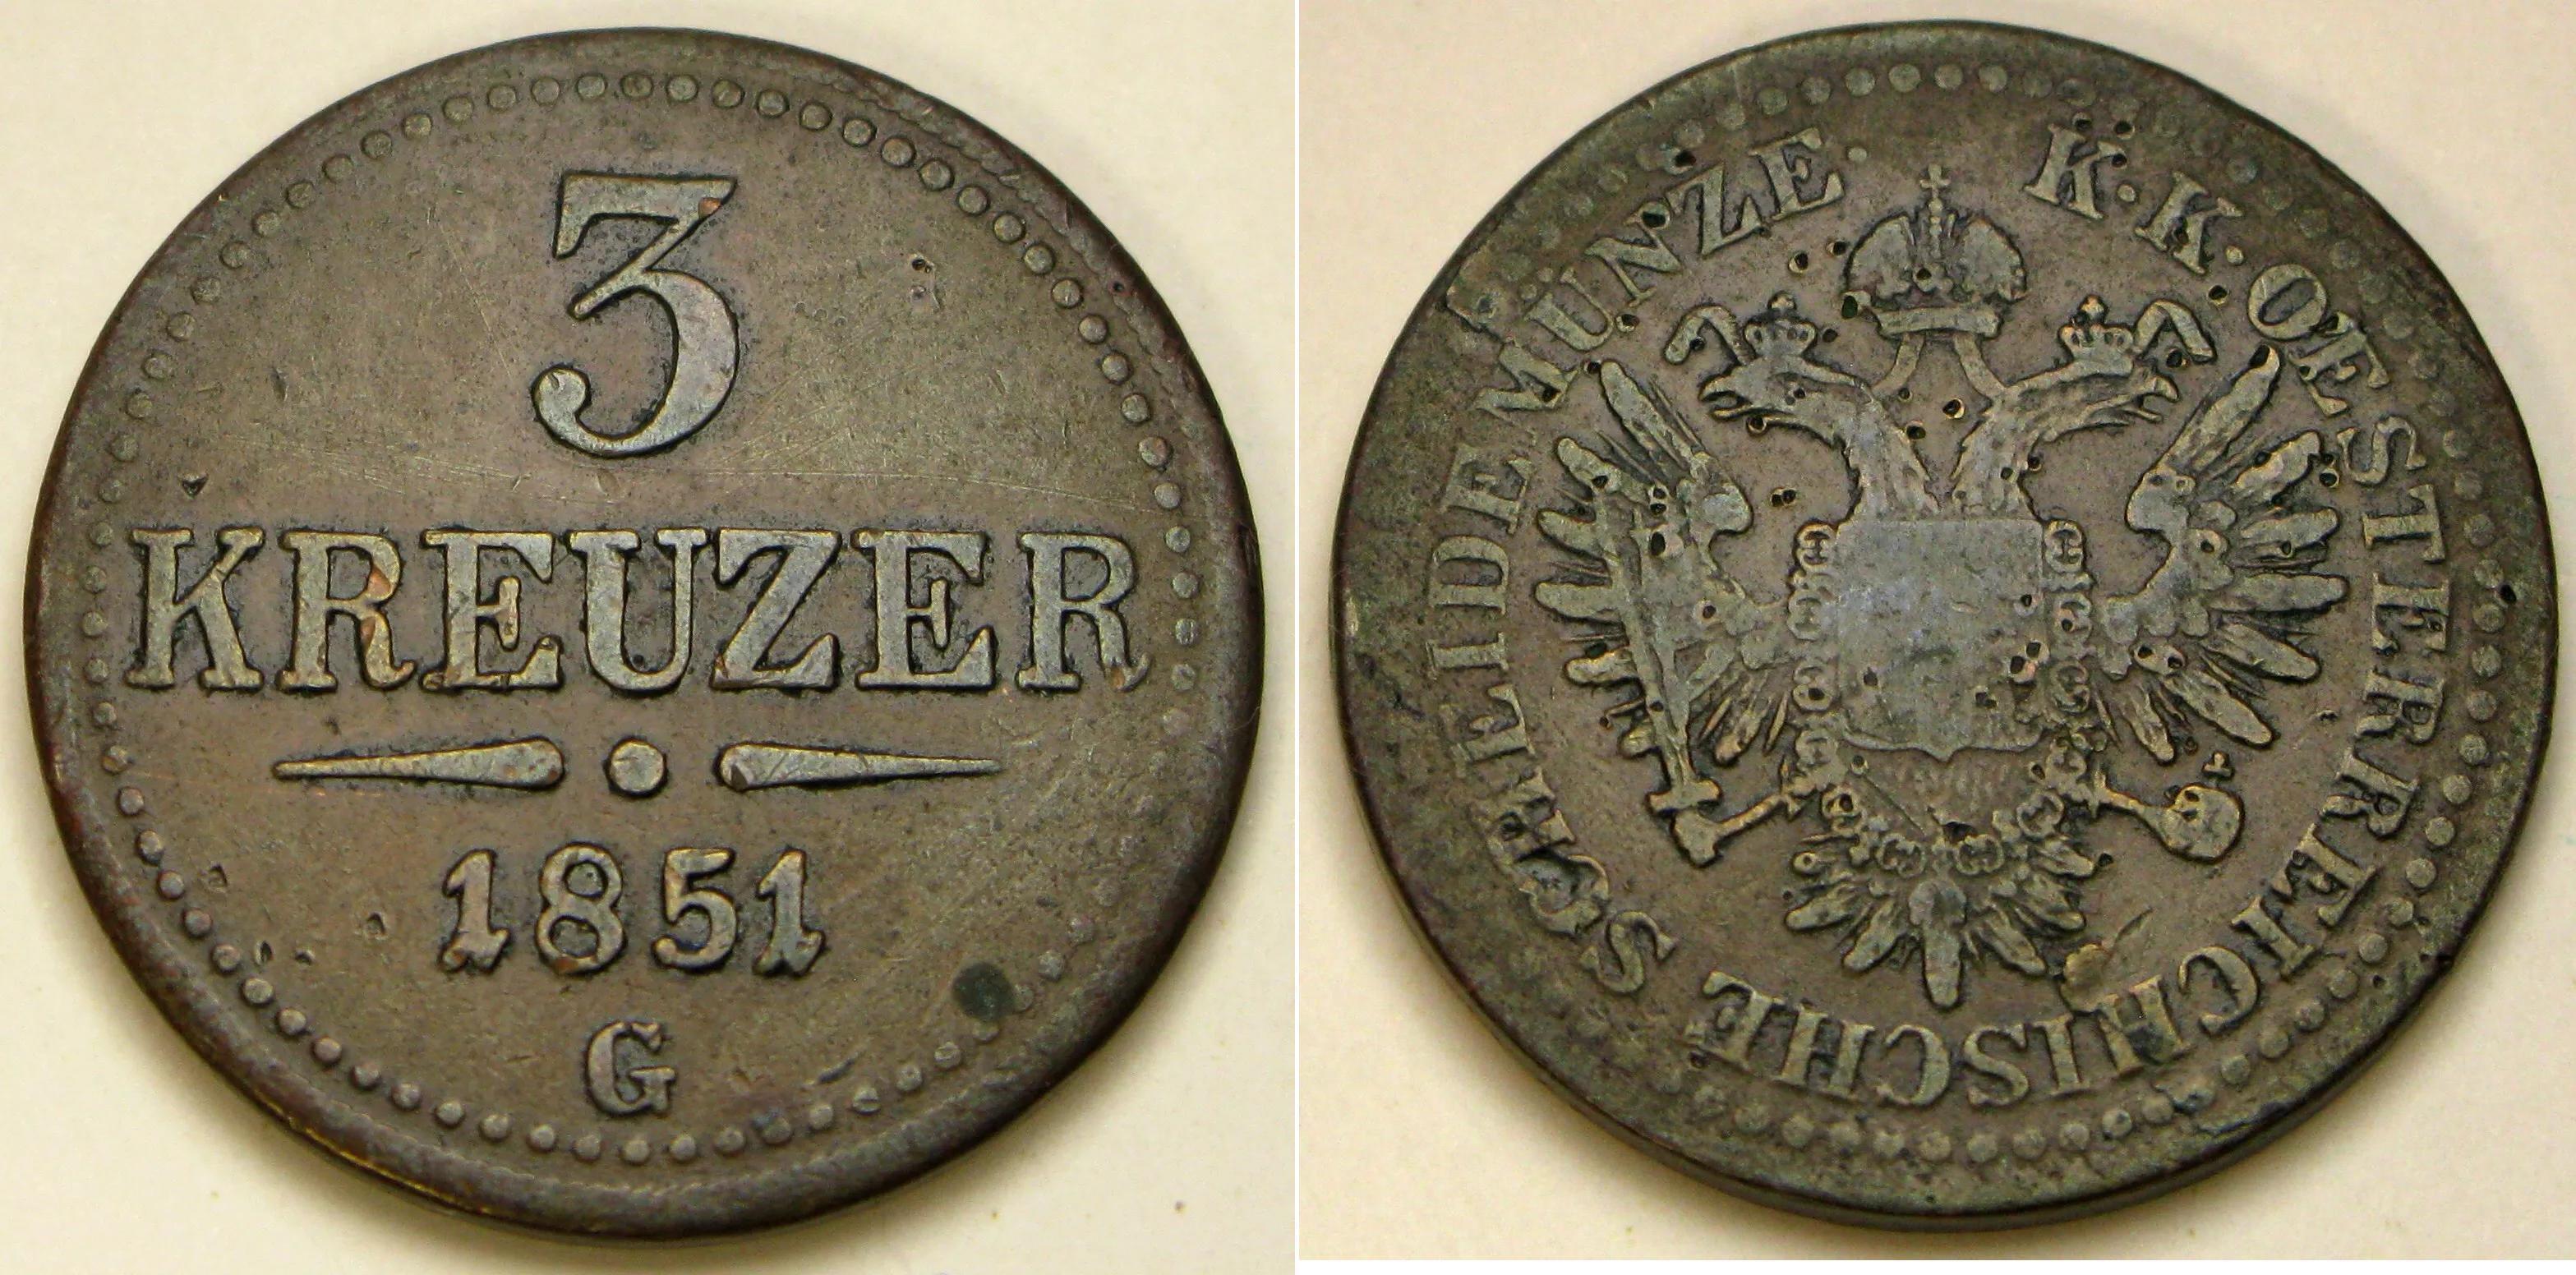 3
KREUZER
1851
G
K·K·OESTERREICHISCHE SCHEIDEMÜNZE·